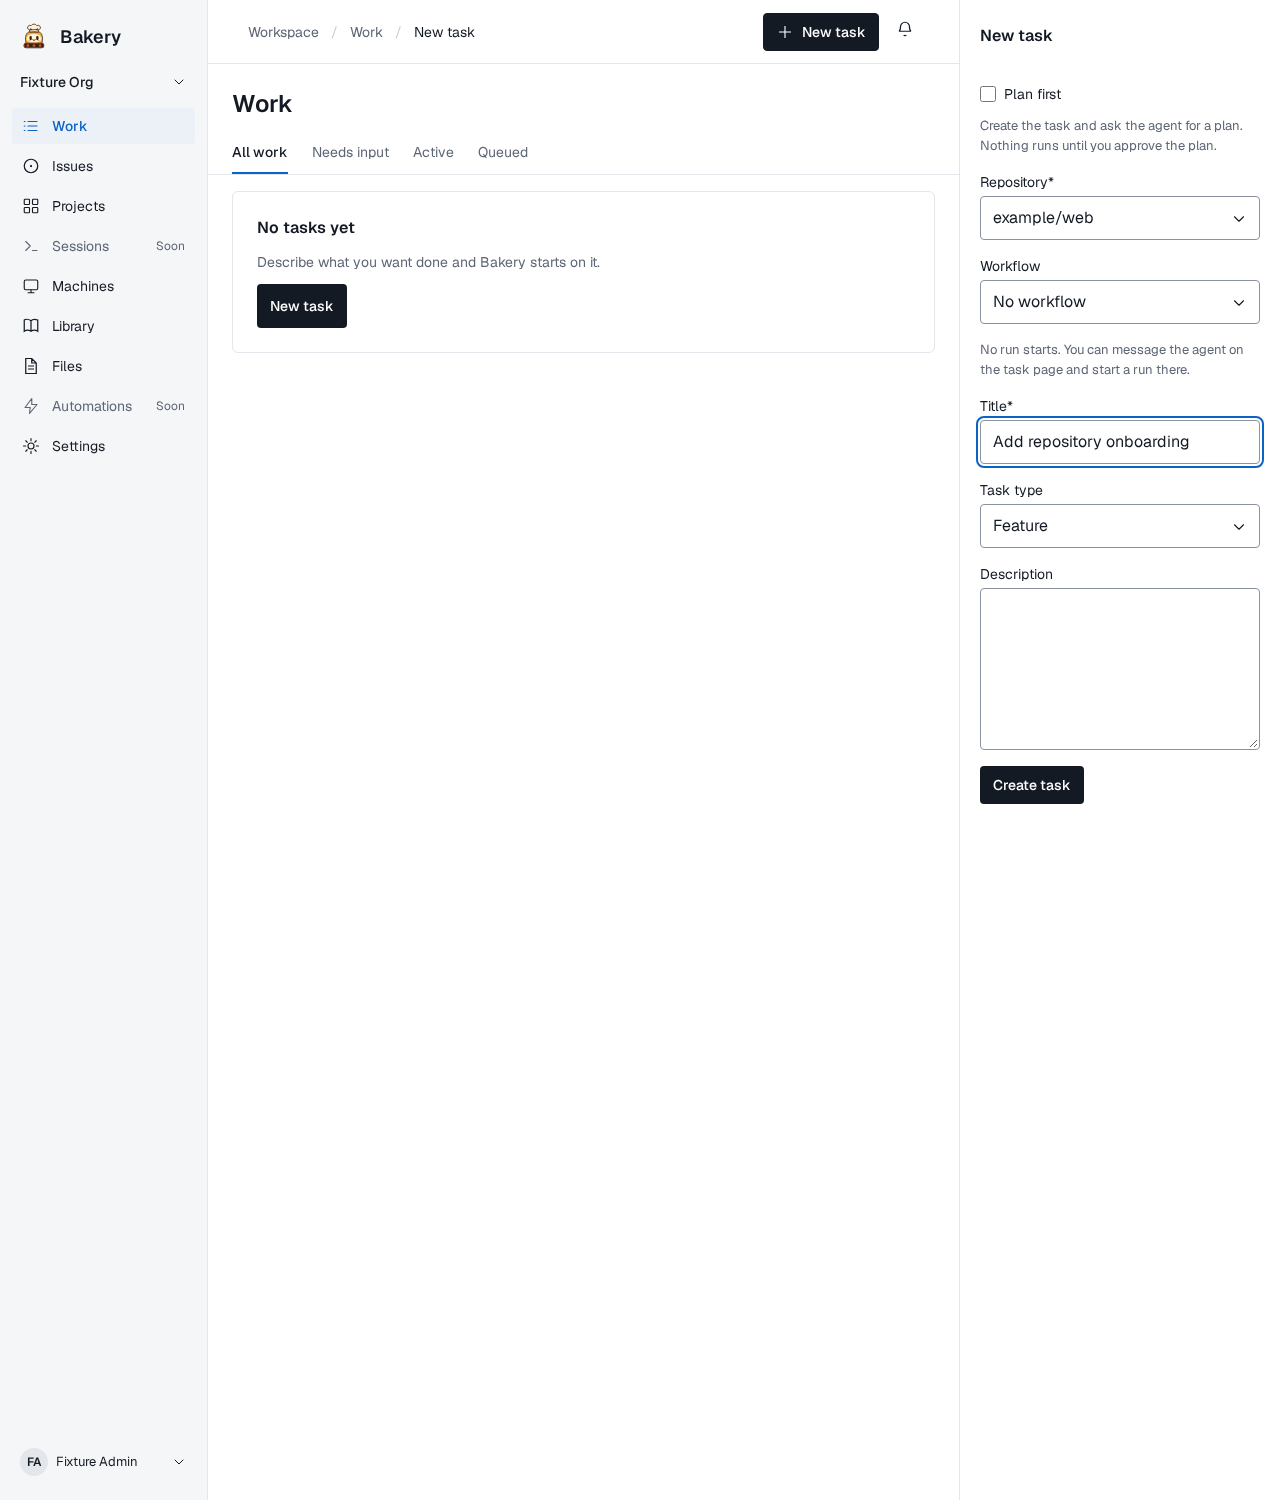 Bakery
Fixture Org
Work
Issues
Projects
Sessions Soon
Machines
Library
Files
Automations Soon
Settings
FA Fixture Admin
Workspace / Work / New task
New task
Work
All work Needs input Active Queued
No tasks yet
Describe what you want done and Bakery starts on it.
New task
New task
Plan first
Create the task and ask the agent for a plan.
Nothing runs until you approve the plan.
Repository*
example/web
Workflow
No workflow
No run starts. You can message the agent on
the task page and start a run there.
Title*
Add repository onboarding
Task type
Feature
Description
Create task